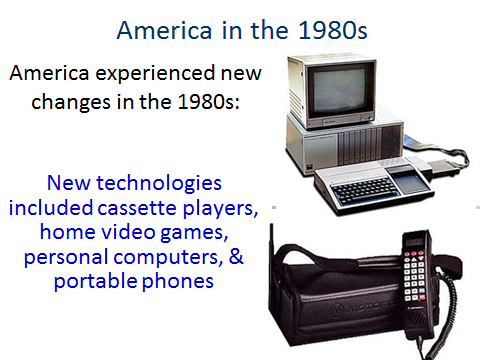 America in the 1980s
America experienced new
changes in the 1980s:
New technologies
included cassette players,
home video games,
personal computers, &
portable phones
MOTOROLA